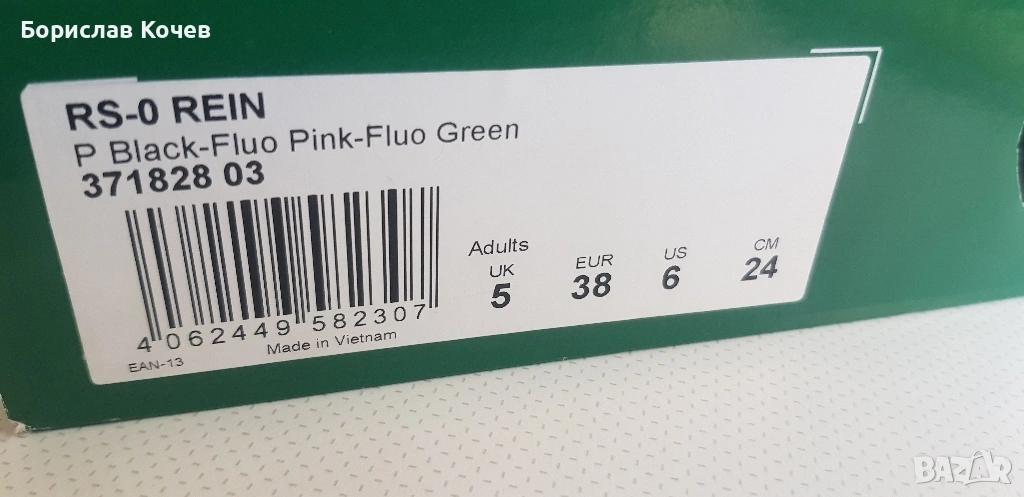 Борислав Кочев
RS-0 REIN
P Black-Fluo Pink-Fluo Green
371828 03
Adults
UK EUR US CM
5 38 6 24
4 062449 582307
EAN-13 Made in Vietnam
BAZAR